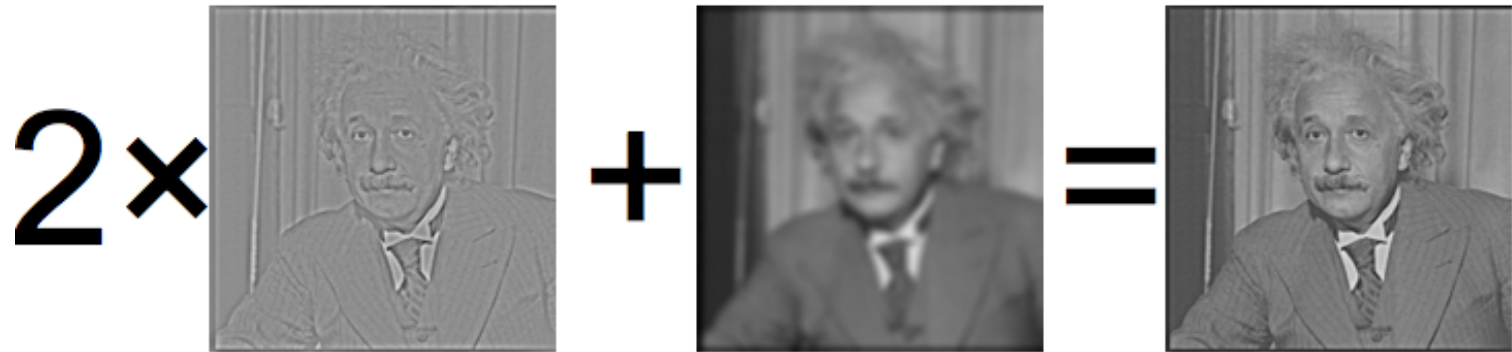 2× + =